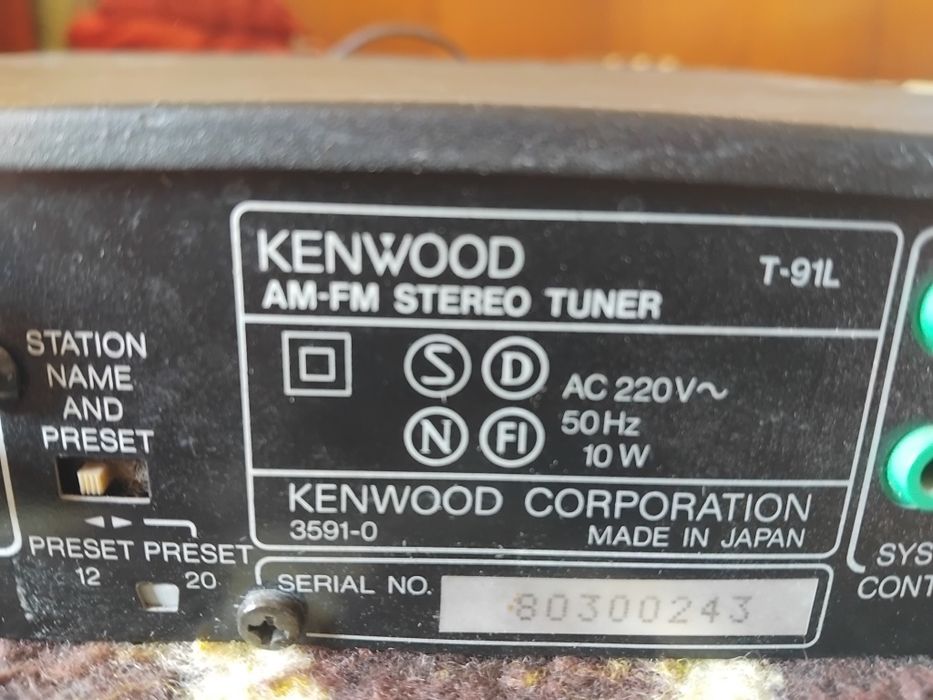 STATION
NAME
AND
PRESET
PRESET PRESET
12 20
KENWOOD T-91L
AM-FM STEREO TUNER
S D
N FI
AC 220V~
50Hz
10W
KENWOOD CORPORATION
3591-0 MADE IN JAPAN
SERIAL NO. 80300243
SYS
CONT